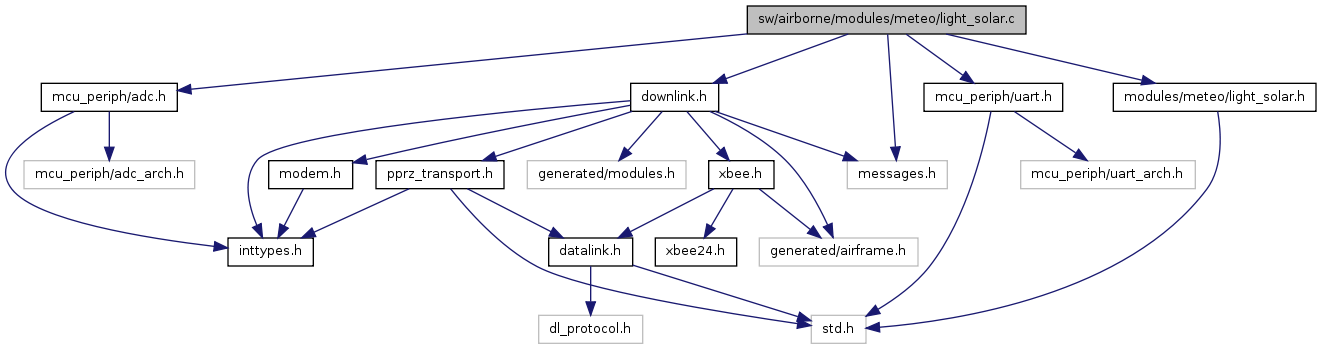 sw/airborne/modules/meteo/light_solar.c
mcu_periph/adc.h
downlink.h
mcu_periph/uart.h
modules/meteo/light_solar.h
mcu_periph/adc_arch.h
modem.h
pprz_transport.h
generated/modules.h
xbee.h
messages.h
mcu_periph/uart_arch.h
inttypes.h
datalink.h
xbee24.h
generated/airframe.h
dl_protocol.h
std.h